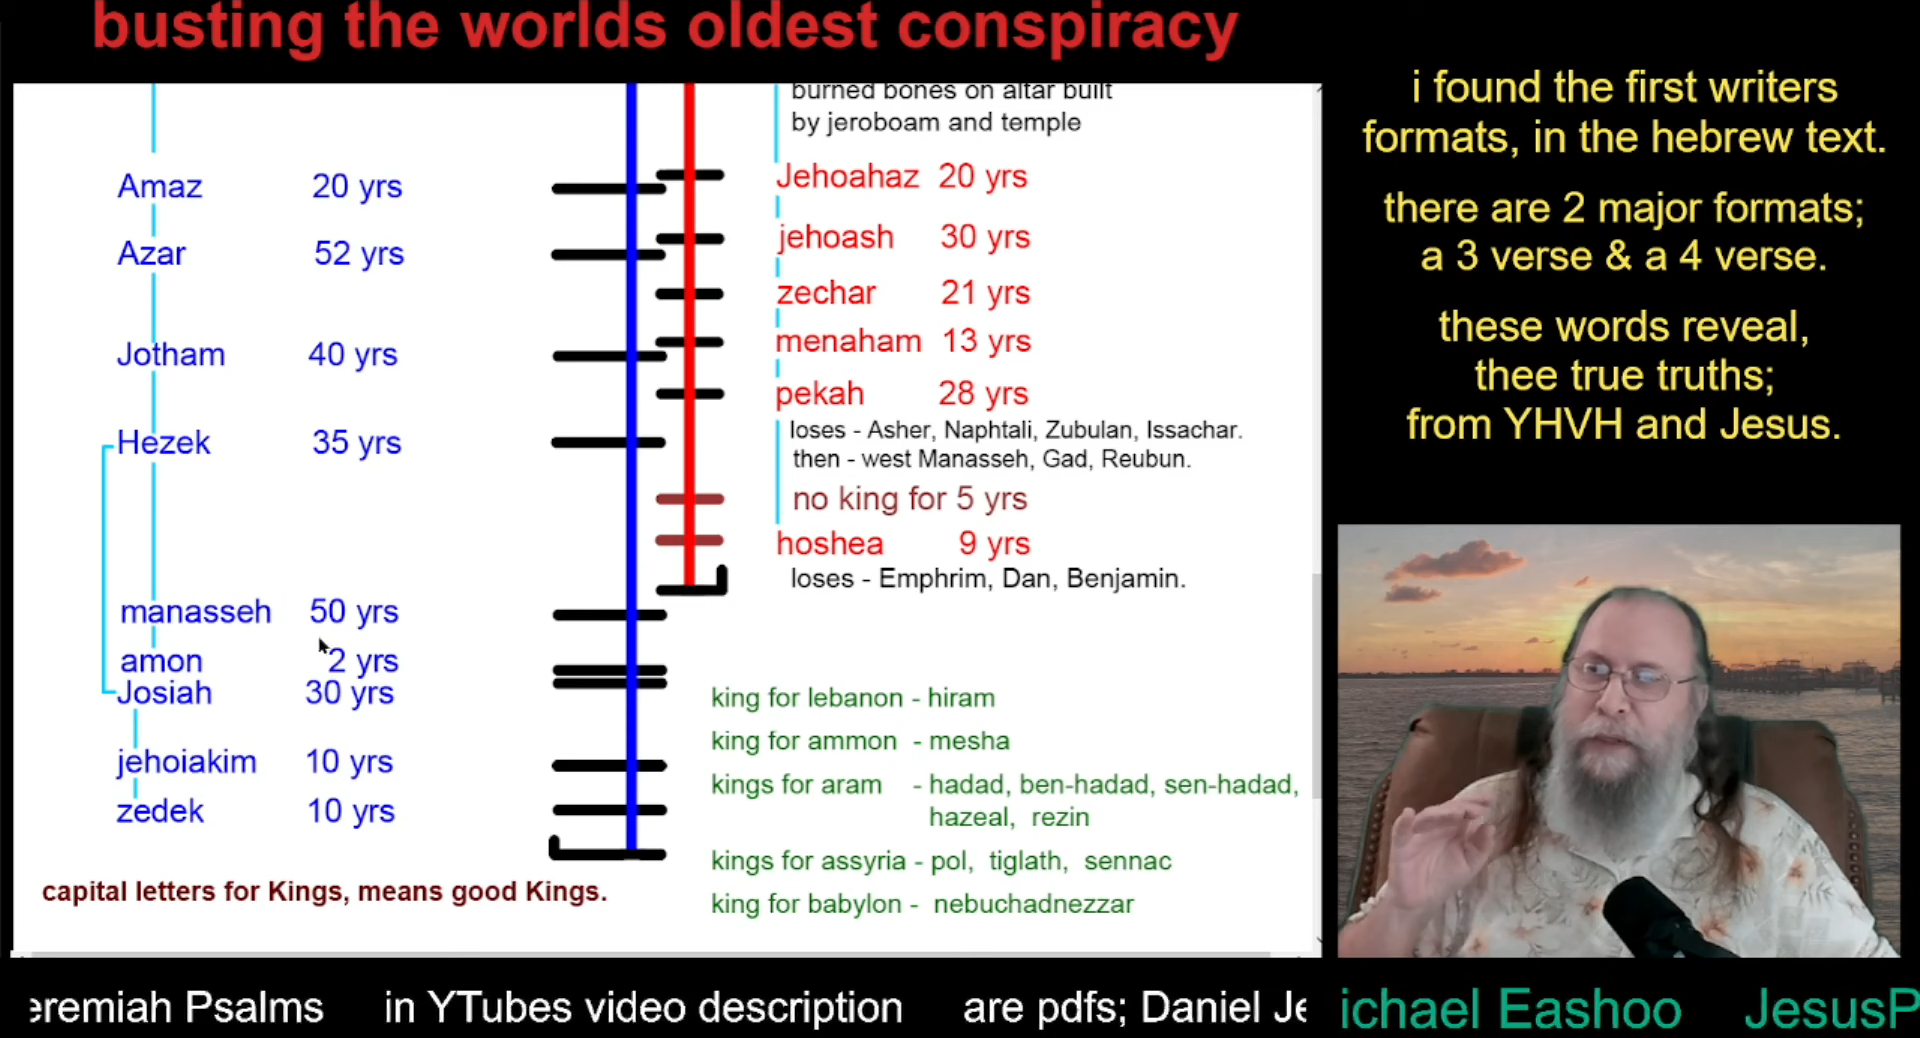 busting the worlds oldest conspiracy
burned bones on altar built
by jeroboam and temple
Amaz 20 yrs
Azar 52 yrs
Jotham 40 yrs
Hezek 35 yrs
manasseh 50 yrs
amon 2 yrs
Josiah 30 yrs
jehoiakim 10 yrs
zedek 10 yrs
capital letters for Kings, means good Kings.
Jehoahaz 20 yrs
jehoash 30 yrs
zechar 21 yrs
menaham 13 yrs
pekah 28 yrs
loses - Asher, Naphtali, Zubulan, Issachar.
then - west Manasseh, Gad, Reubun.
no king for 5 yrs
hoshea 9 yrs
loses - Emphrim, Dan, Benjamin.
king for lebanon - hiram
king for ammon - mesha
kings for aram - hadad, ben-hadad, sen-hadad,
hazeal, rezin
kings for assyria - pol, tiglath, sennac
king for babylon - nebuchadnezzar
i found the first writers
formats, in the hebrew text.
there are 2 major formats;
a 3 verse & a 4 verse.
these words reveal,
thee true truths;
from YHVH and Jesus.
eremiah Psalms in YTubes video description are pdfs; Daniel Je
ichael Eashoo JesusP